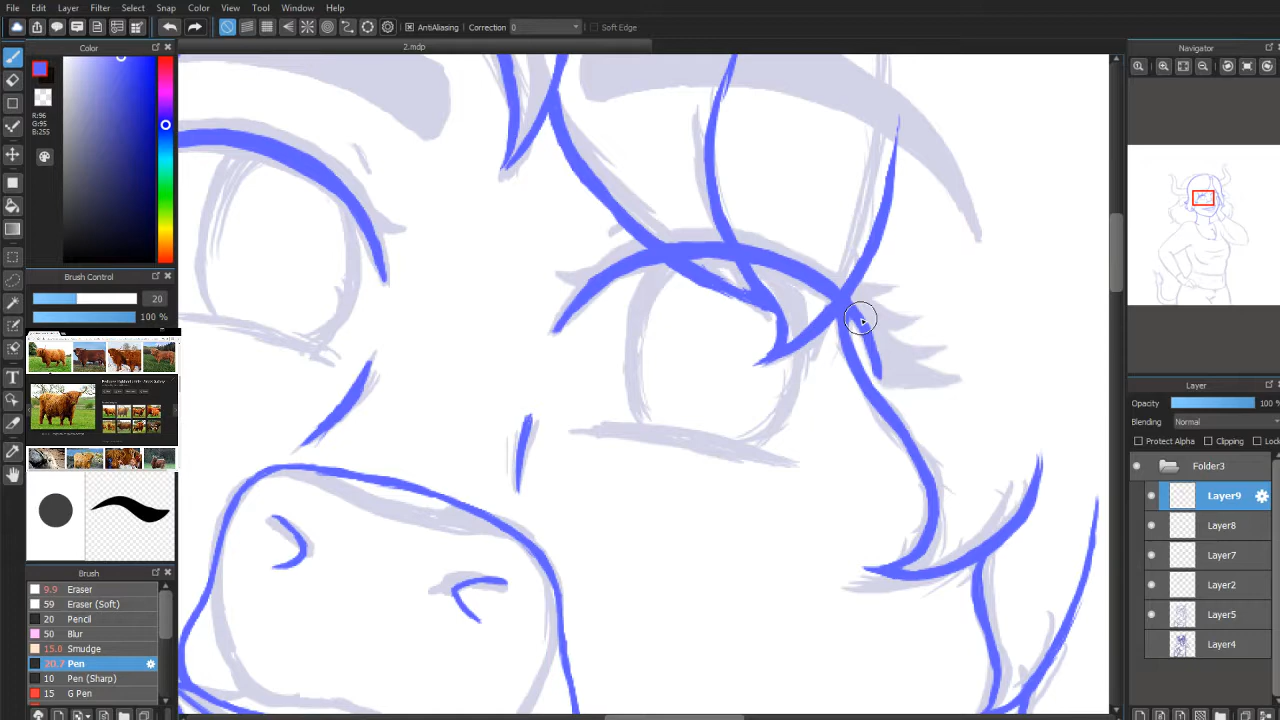 File Edit Layer Filter Select Snap Color View Tool Window Help
AntiAliasing Correction 0 Soft Edge
2.mdp
Color
R:96
G:95
B:255
Brush Control
20
100 %
Brush
9.9 Eraser
59 Eraser (Soft)
20 Pencil
50 Blur
15.0 Smudge
20.7 Pen
10 Pen (Sharp)
15 G Pen
Navigator
Layer
Opacity 100 %
Blending Normal
Protect Alpha Clipping Loc
Folder3
Layer9
Layer8
Layer7
Layer2
Layer5
Layer4